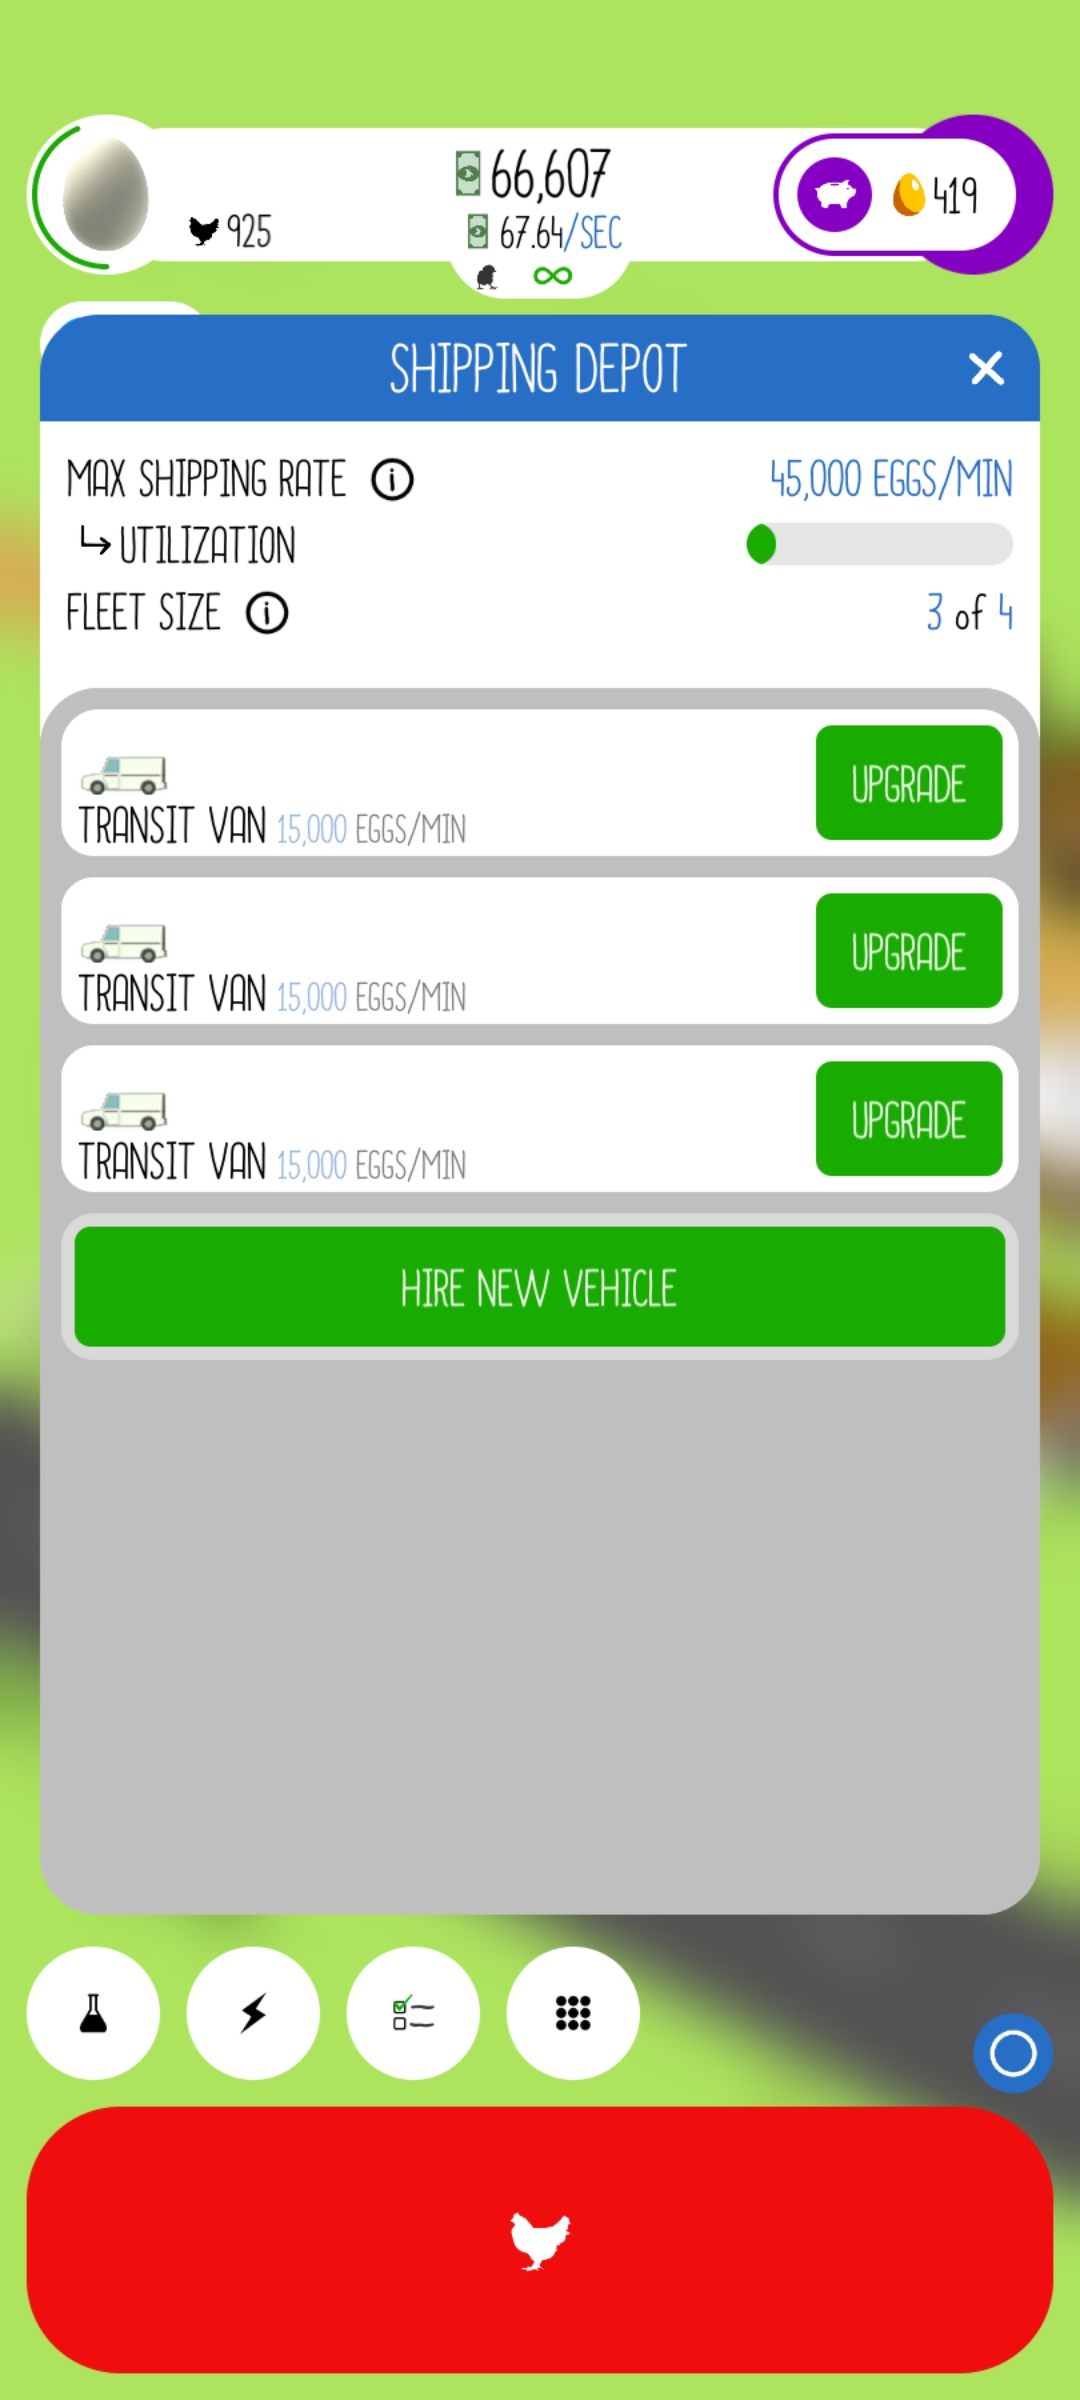 66,607
925
67.64/SEC
419
SHIPPING DEPOT
MAX SHIPPING RATE
45,000 EGGS/MIN
UTILIZATION
FLEET SIZE
3 of 4
TRANSIT VAN 15,000 EGGS/MIN
UPGRADE
TRANSIT VAN 15,000 EGGS/MIN
UPGRADE
TRANSIT VAN 15,000 EGGS/MIN
UPGRADE
HIRE NEW VEHICLE